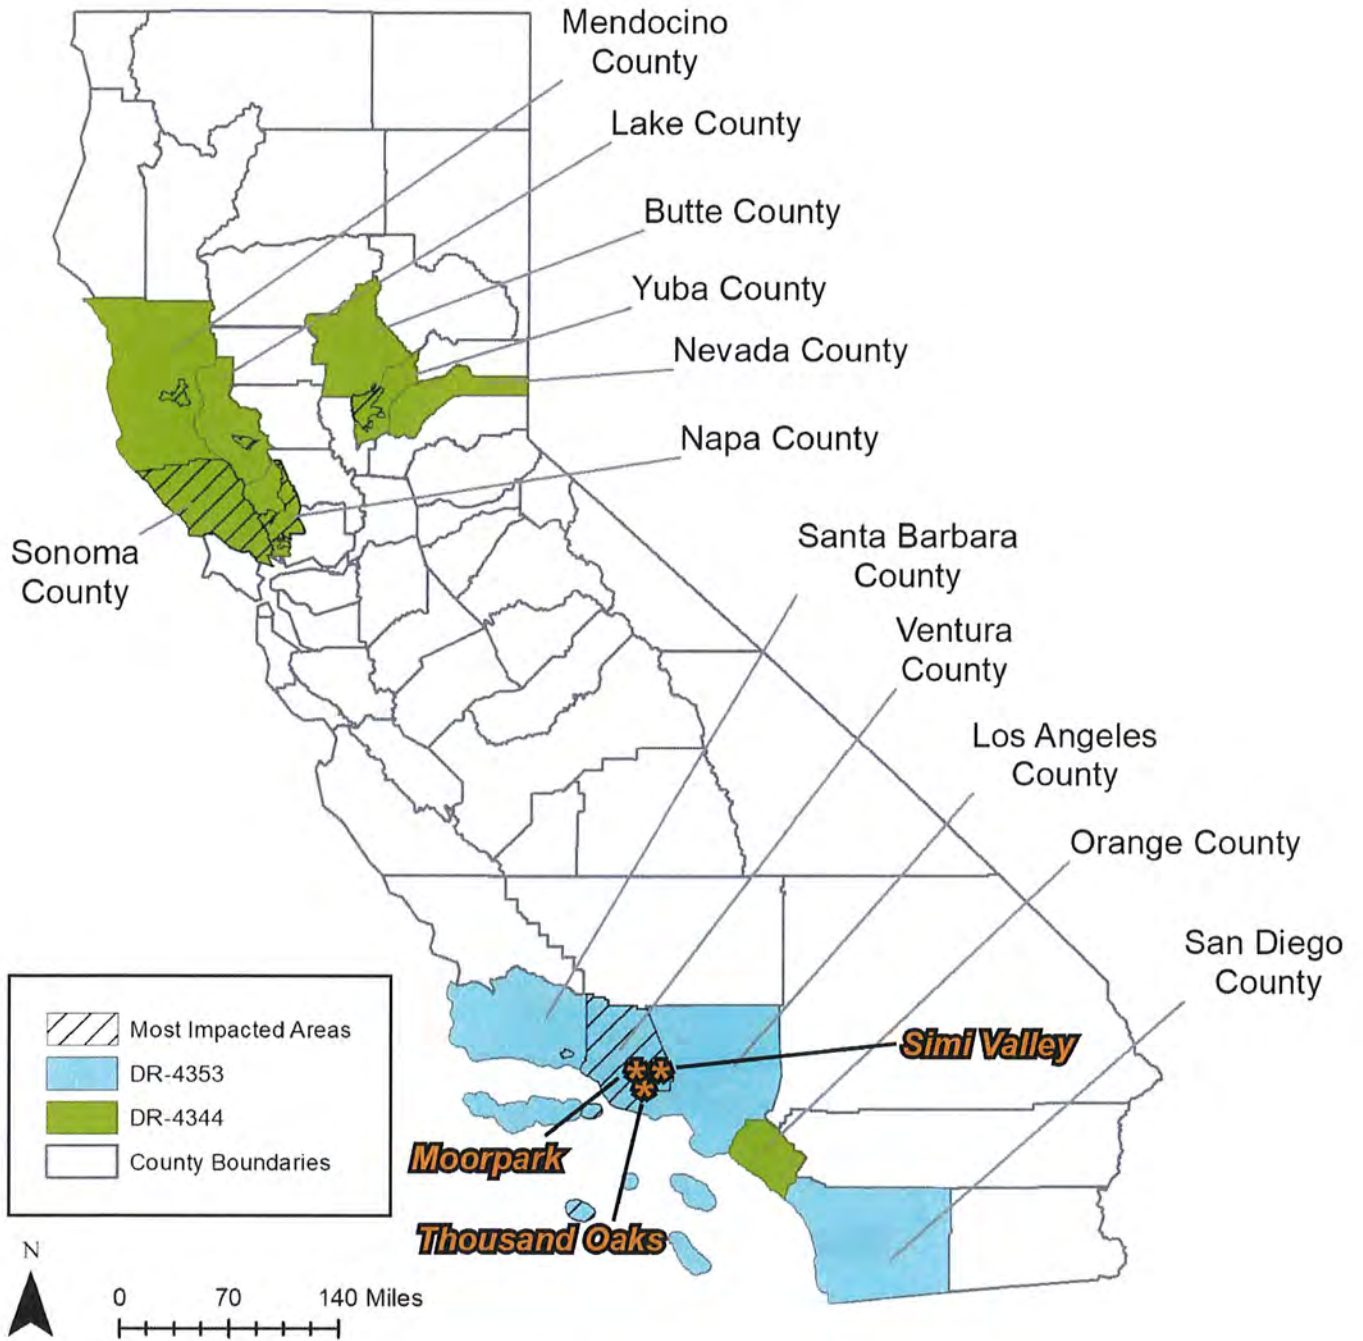 Mendocino
County
Lake County
Butte County
Yuba County
Nevada County
Napa County
Sonoma
County
Santa Barbara
County
Ventura
County
Los Angeles
County
Orange County
San Diego
County
Simi Valley
Moorpark
Thousand Oaks
Most Impacted Areas
DR-4353
DR-4344
County Boundaries
N
0 70 140 Miles